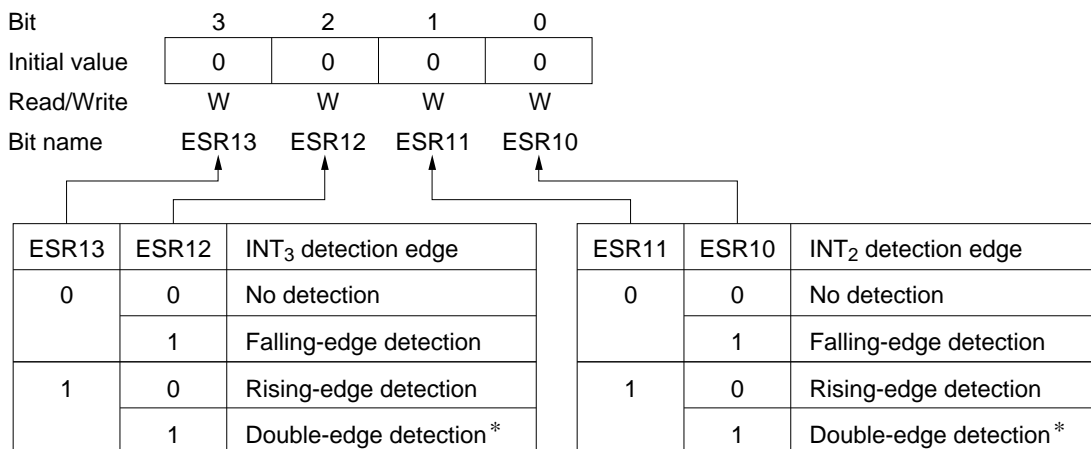 Bit 3 2 1 0
Initial value 0 0 0 0
Read/Write W W W W
Bit name ESR13 ESR12 ESR11 ESR10
ESR13 ESR12 INT3 detection edge ESR11 ESR10 INT2 detection edge
0 0 No detection 0 0 No detection
1 Falling-edge detection 1 Falling-edge detection
1 0 Rising-edge detection 1 0 Rising-edge detection
1 Double-edge detection* 1 Double-edge detection*